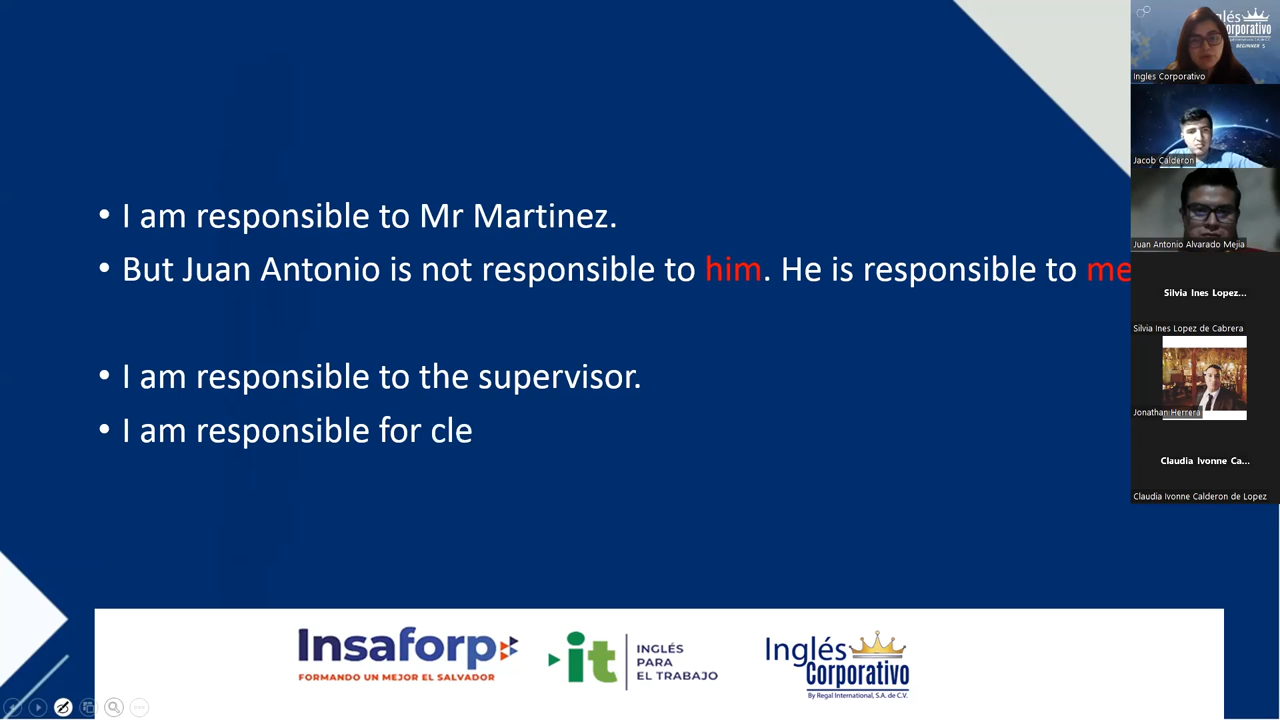 • I am responsible to Mr Martinez.
• But Juan Antonio is not responsible to him. He is responsible to me
• I am responsible to the supervisor.
• I am responsible for cle
Insaforp
FORMANDO UN MEJOR EL SALVADOR
it
INGLÉS
PARA
EL TRABAJO
Inglés
Corporativo
By Regal International, S.A. de C.V.
glés
orporativo
BEGINNER 5
Ingles Corporativo
Jacob Calderon
Juan Antonio Alvarado Mejia
Silvia Ines Lopez...
Silvia Ines Lopez de Cabrera
Jonathan Herrera
Claudia Ivonne Ca...
Claudia Ivonne Calderon de Lopez